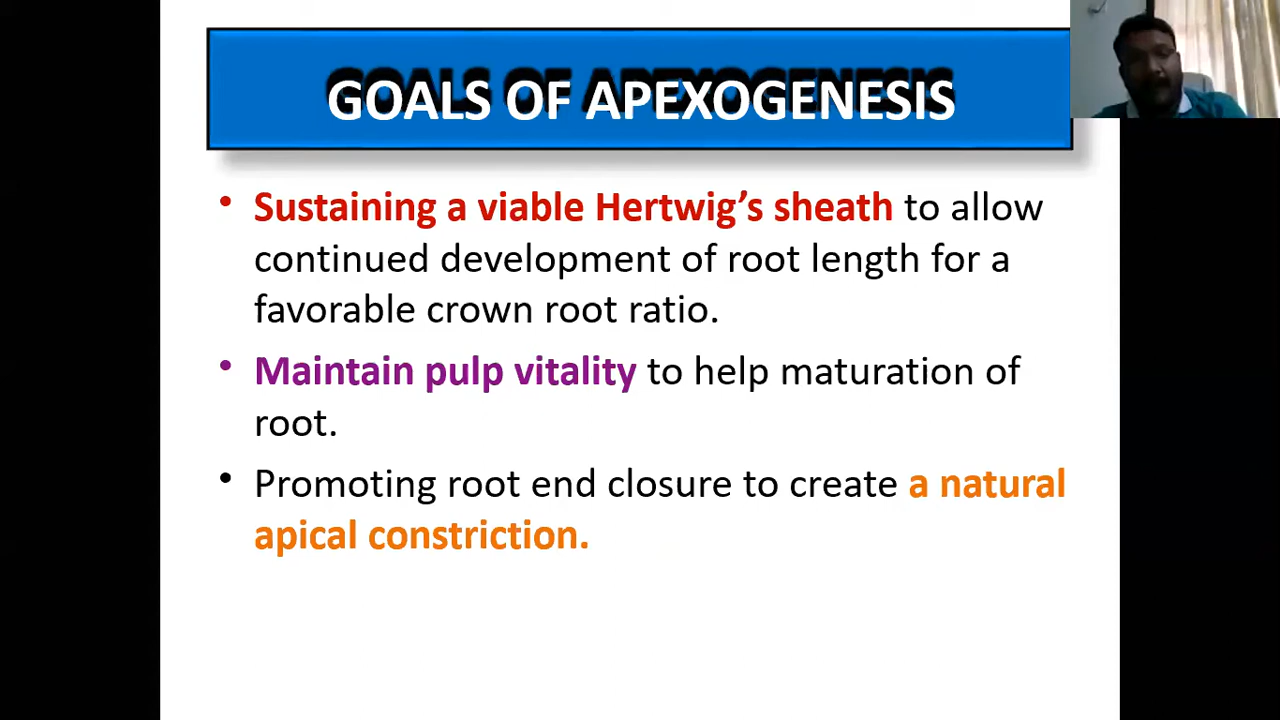 GOALS OF APEXOGENESIS
• Sustaining a viable Hertwig’s sheath to allow
continued development of root length for a
favorable crown root ratio.
• Maintain pulp vitality to help maturation of
root.
• Promoting root end closure to create a natural
apical constriction.